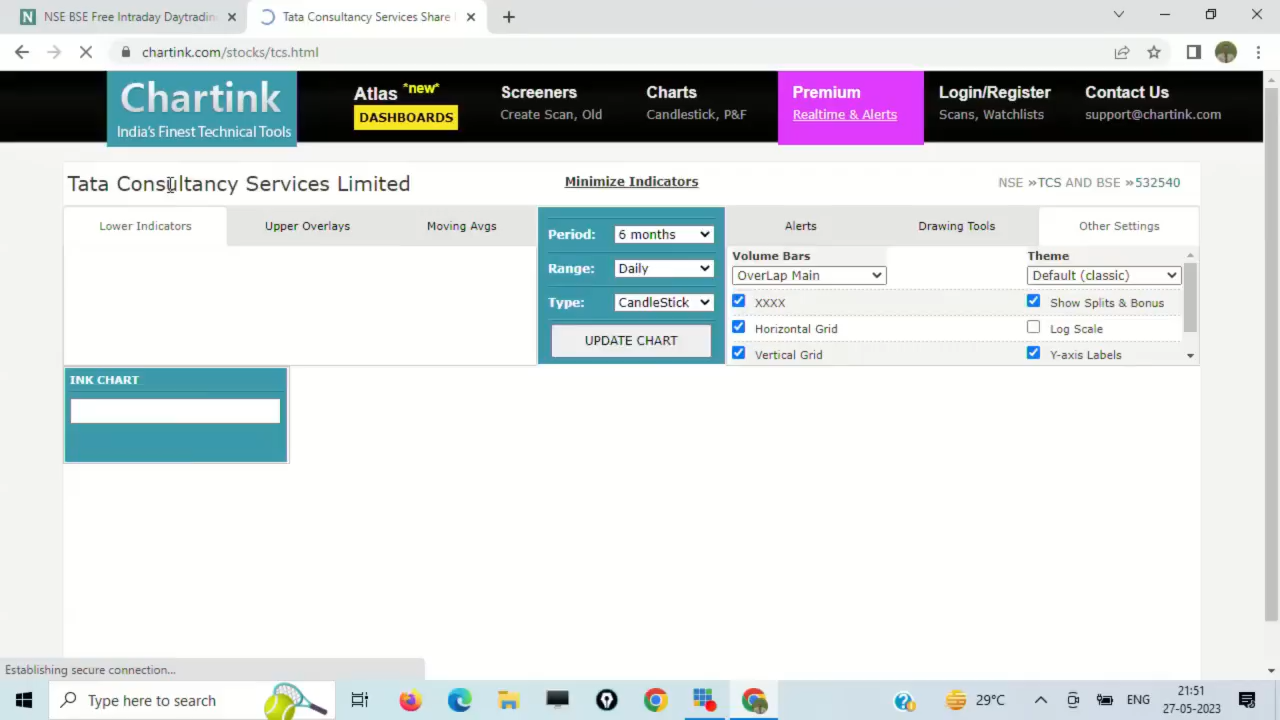 NSE BSE Free Intraday Daytradin
Tata Consultancy Services Share
chartink.com/stocks/tcs.html
Chartink
India's Finest Technical Tools
Atlas *new*
DASHBOARDS
Screeners
Create Scan, Old
Charts
Candlestick, P&F
Premium
Realtime & Alerts
Login/Register
Scans, Watchlists
Contact Us
support@chartink.com
Tata Consultancy Services Limited
Minimize Indicators
NSE »TCS AND BSE »532540
Lower Indicators
Upper Overlays
Moving Avgs
Period: 6 months
Range: Daily
Type: CandleStick
UPDATE CHART
Alerts
Drawing Tools
Other Settings
Volume Bars
Theme
OverLap Main
Default (classic)
XXXX
Show Splits & Bonus
Horizontal Grid
Log Scale
Vertical Grid
Y-axis Labels
INK CHART
Establishing secure connection...
Type here to search
29°C
ENG
21:51
27-05-2023